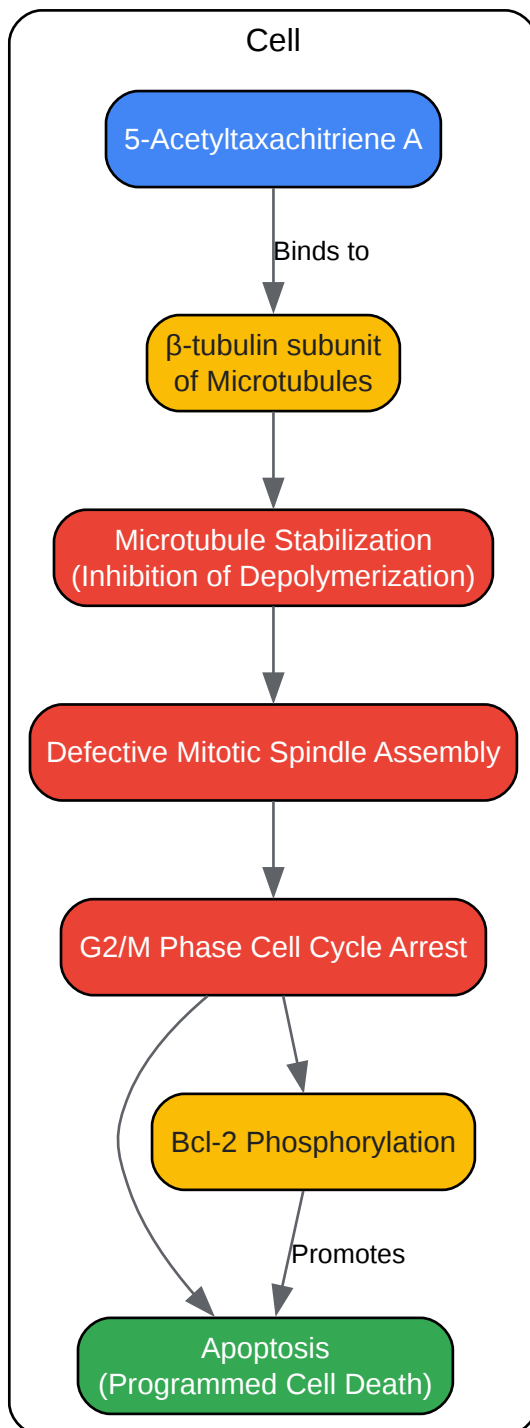 Cell
5-Acetyltaxachitriene A
Binds to
β-tubulin subunit
of Microtubules
Microtubule Stabilization
(Inhibition of Depolymerization)
Defective Mitotic Spindle Assembly
G2/M Phase Cell Cycle Arrest
Bcl-2 Phosphorylation
Promotes
Apoptosis
(Programmed Cell Death)